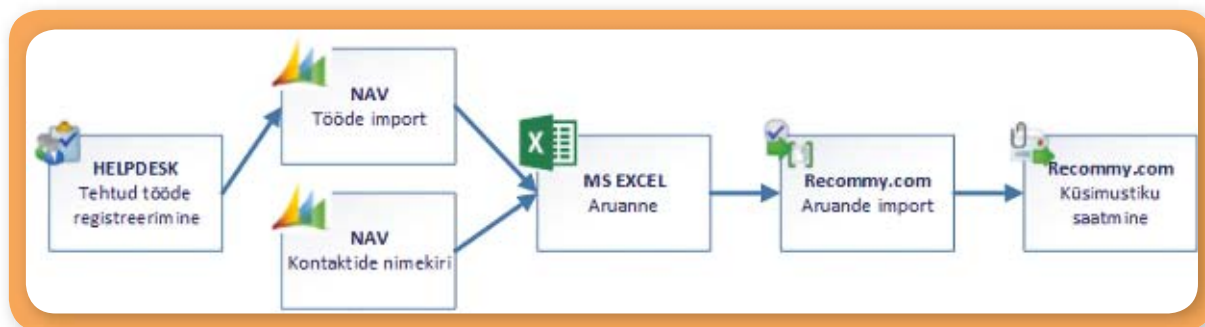 HELPDESK
Tehtud tööde
registreerimine
NAV
Tööde import
NAV
Kontaktide nimekiri
MS EXCEL
Aruanne
Recommy.com
Aruande import
Recommy.com
Küsimustiku
saatmine